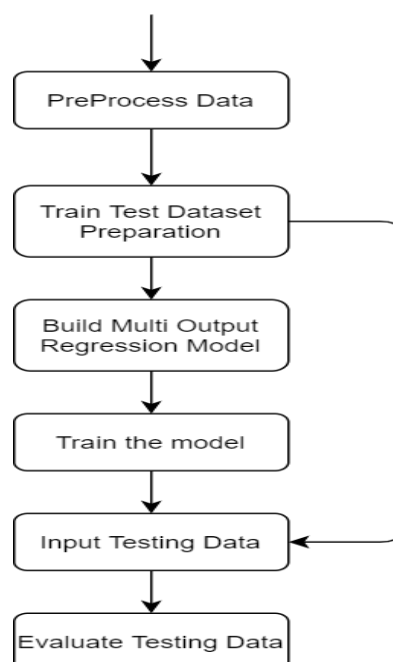 PreProcess Data
Train Test Dataset
Preparation
Build Multi Output
Regression Model
Train the model
Input Testing Data
Evaluate Testing Data